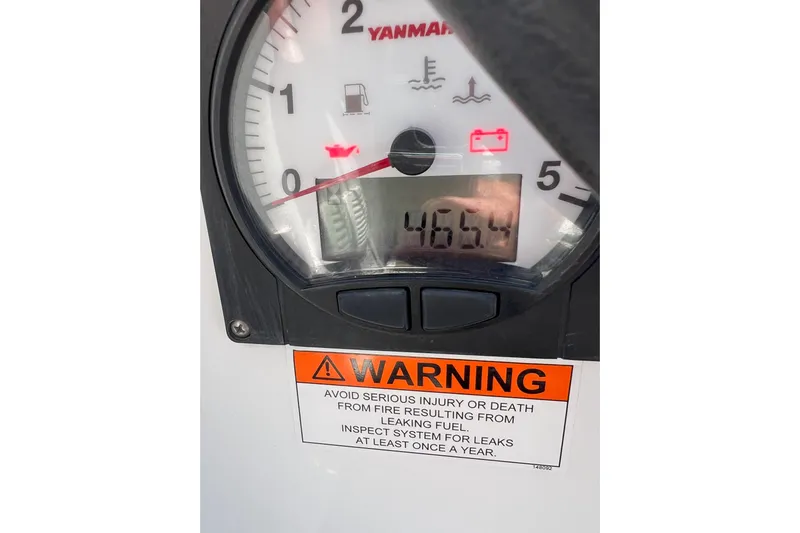 2
YANMAR
1
0
5
465.4
WARNING
AVOID SERIOUS INJURY OR DEATH
FROM FIRE RESULTING FROM
LEAKING FUEL.
INSPECT SYSTEM FOR LEAKS
AT LEAST ONCE A YEAR.
148092